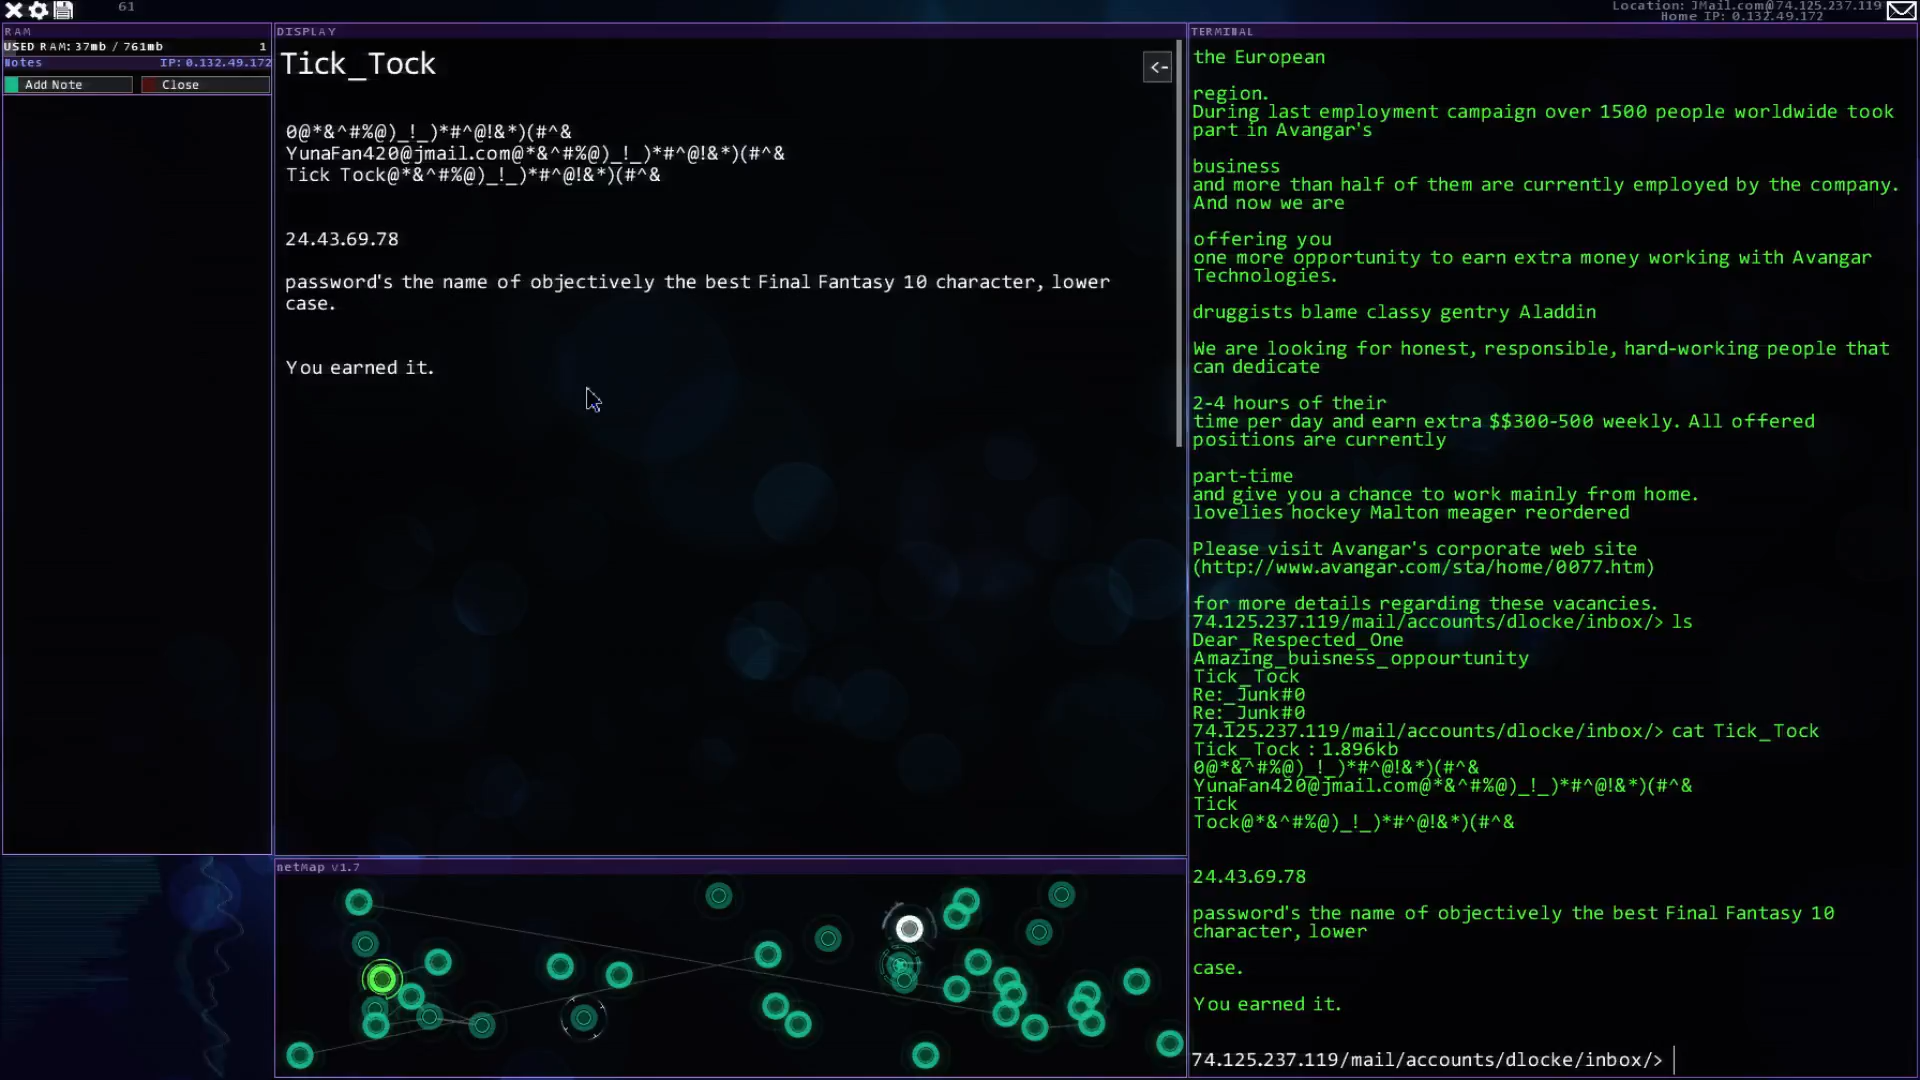 61
Location: JMail.com@74.125.237.119
Home IP: 0.132.49.172
RAM
USED RAM: 37mb / 761mb 1
Notes IP: 0.132.49.172
Add Note Close
DISPLAY
Tick_Tock
<-
0@*&^#%@)_!_)*#^@!&*)(#^&
YunaFan420@jmail.com@*&^#%@)_!_)*#^@!&*)(#^&
Tick Tock@*&^#%@)_!_)*#^@!&*)(#^&
24.43.69.78
password's the name of objectively the best Final Fantasy 10 character, lower
case.
You earned it.
netMap v1.7
TERMINAL
the European
region.
During last employment campaign over 1500 people worldwide took
part in Avangar's
business
and more than half of them are currently employed by the company.
And now we are
offering you
one more opportunity to earn extra money working with Avangar
Technologies.
druggists blame classy gentry Aladdin
We are looking for honest, responsible, hard-working people that
can dedicate
2-4 hours of their
time per day and earn extra $$300-500 weekly. All offered
positions are currently
part-time
and give you a chance to work mainly from home.
lovelies hockey Malton meager reordered
Please visit Avangar's corporate web site
(http://www.avangar.com/sta/home/0077.htm)
for more details regarding these vacancies.
74.125.237.119/mail/accounts/dlocke/inbox/> ls
Dear_Respected_One
Amazing_buisness_oppourtunity
Tick_Tock
Re:_Junk#0
Re:_Junk#0
74.125.237.119/mail/accounts/dlocke/inbox/> cat Tick_Tock
Tick_Tock : 1.896kb
0@*&^#%@)_!_)*#^@!&*)(#^&
YunaFan420@jmail.com@*&^#%@)_!_)*#^@!&*)(#^&
Tick
Tock@*&^#%@)_!_)*#^@!&*)(#^&
24.43.69.78
password's the name of objectively the best Final Fantasy 10
character, lower
case.
You earned it.
74.125.237.119/mail/accounts/dlocke/inbox/>